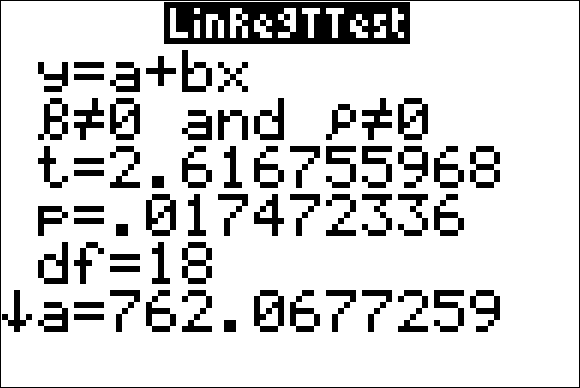 LinRegTTest
y=a+bx
β≠0 and ρ≠0
t=2.616755968
p=.017472336
df=18
↓a=762.0677259